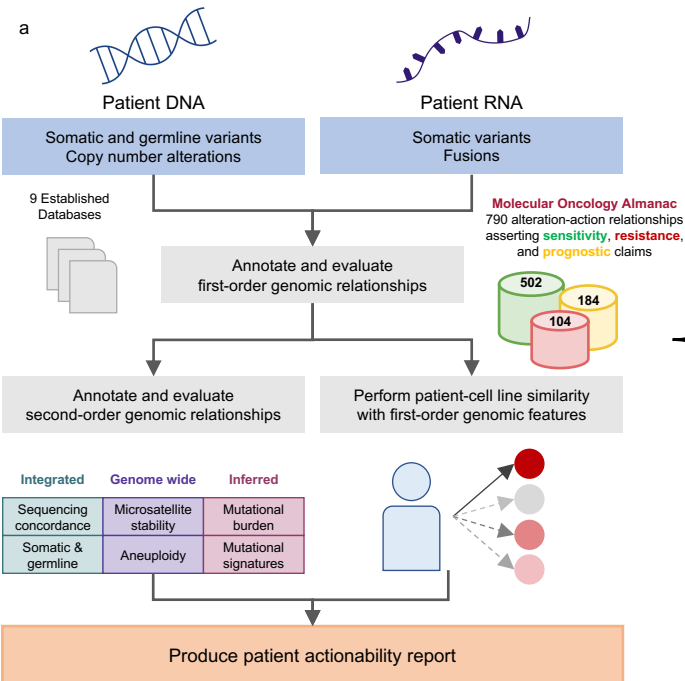 a
Patient DNA
Patient RNA
Somatic and germline variants
Copy number alterations
Somatic variants
Fusions
9 Established
Databases
Molecular Oncology Almanac
790 alteration-action relationships
asserting sensitivity, resistance,
and prognostic claims
502
184
104
Annotate and evaluate
first-order genomic relationships
Annotate and evaluate
second-order genomic relationships
Perform patient-cell line similarity
with first-order genomic features
Integrated
Genome wide
Inferred
Sequencing
concordance
Microsatellite
stability
Mutational
burden
Somatic &
germline
Aneuploidy
Mutational
signatures
Produce patient actionability report